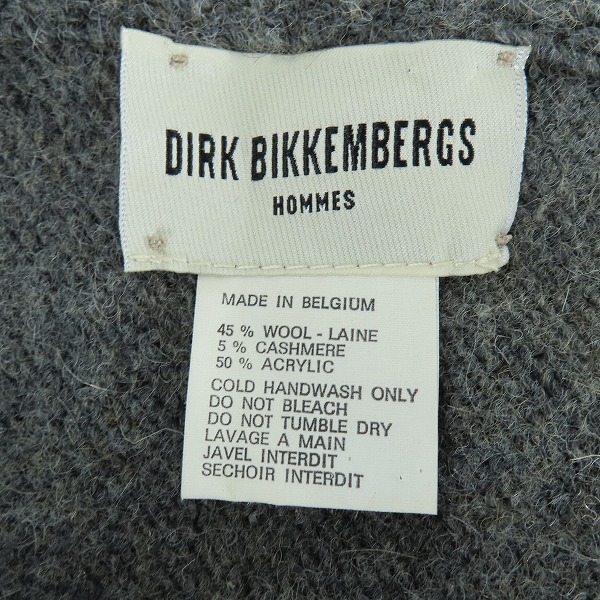 DIRK BIKKEMBERGS
HOMMES
MADE IN BELGIUM
45 % WOOL - LAINE
5 % CASHMERE
50 % ACRYLIC
COLD HANDWASH ONLY
DO NOT BLEACH
DO NOT TUMBLE DRY
LAVAGE A MAIN
JAVEL INTERDIT
SECHOIR INTERDIT